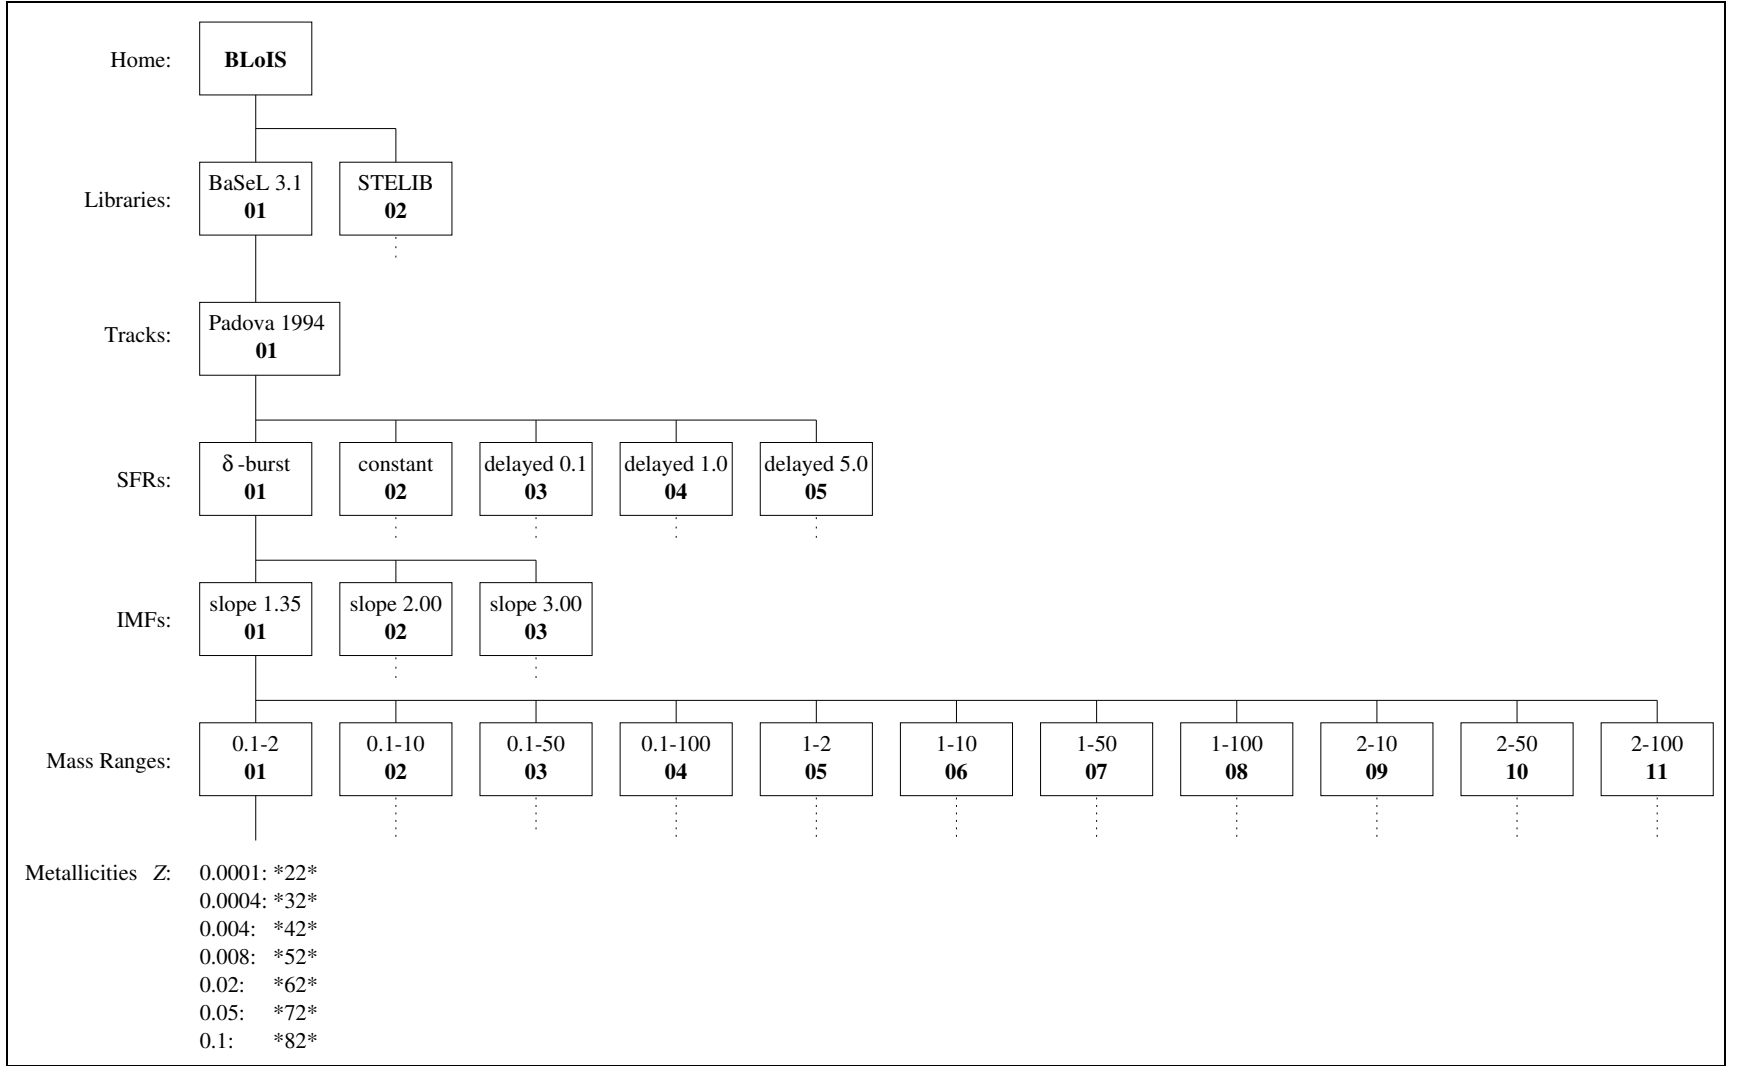 Home: BLoIS
Libraries:
BaSeL 3.1 STELIB
01 02
Tracks:
Padova 1994
01
SFRs:
δ -burst constant delayed 0.1 delayed 1.0 delayed 5.0
01 02 03 04 05
IMFs:
slope 1.35 slope 2.00 slope 3.00
01 02 03
Mass Ranges:
0.1-2 0.1-10 0.1-50 0.1-100 1-2 1-10 1-50 1-100 2-10 2-50 2-100
01 02 03 04 05 06 07 08 09 10 11
Metallicities Z: 0.0001: *22*
0.0004: *32*
0.004: *42*
0.008: *52*
0.02: *62*
0.05: *72*
0.1: *82*